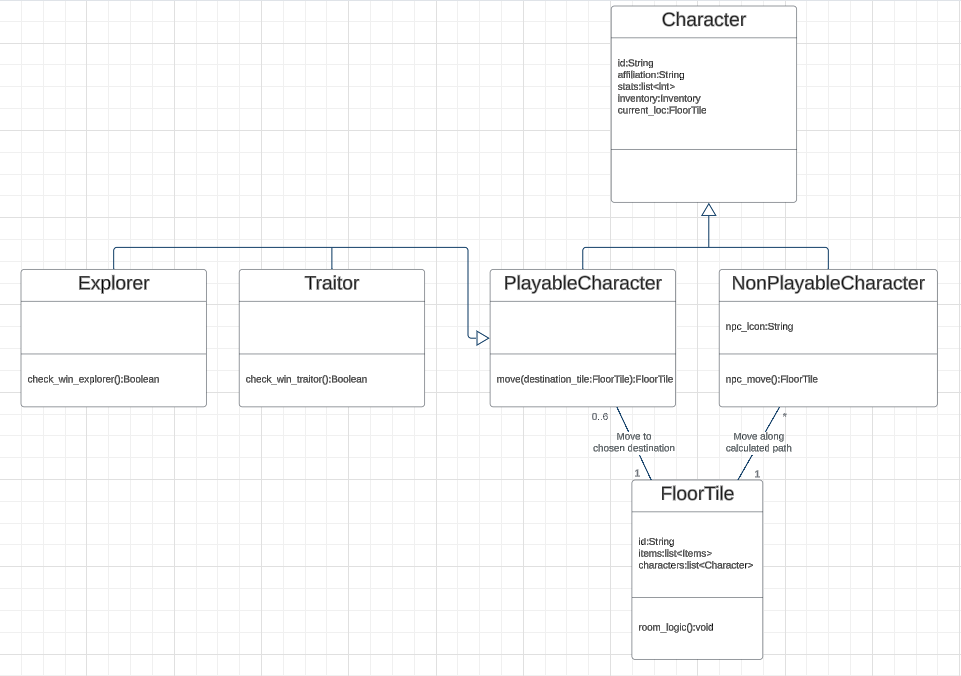 Character
id:String
affiliation:String
stats:list<Int>
inventory:Inventory
current_loc:FloorTile
Explorer
check_win_explorer():Boolean
Traitor
check_win_traitor():Boolean
PlayableCharacter
move(destination_tile:FloorTile):FloorTile
NonPlayableCharacter
npc_Icon:String
npc_move():FloorTile
0..6
Move to
chosen destination
1
*
Move along
calculated path
1
FloorTile
id:String
items:list<Items>
characters:list<Character>
room_logic():void